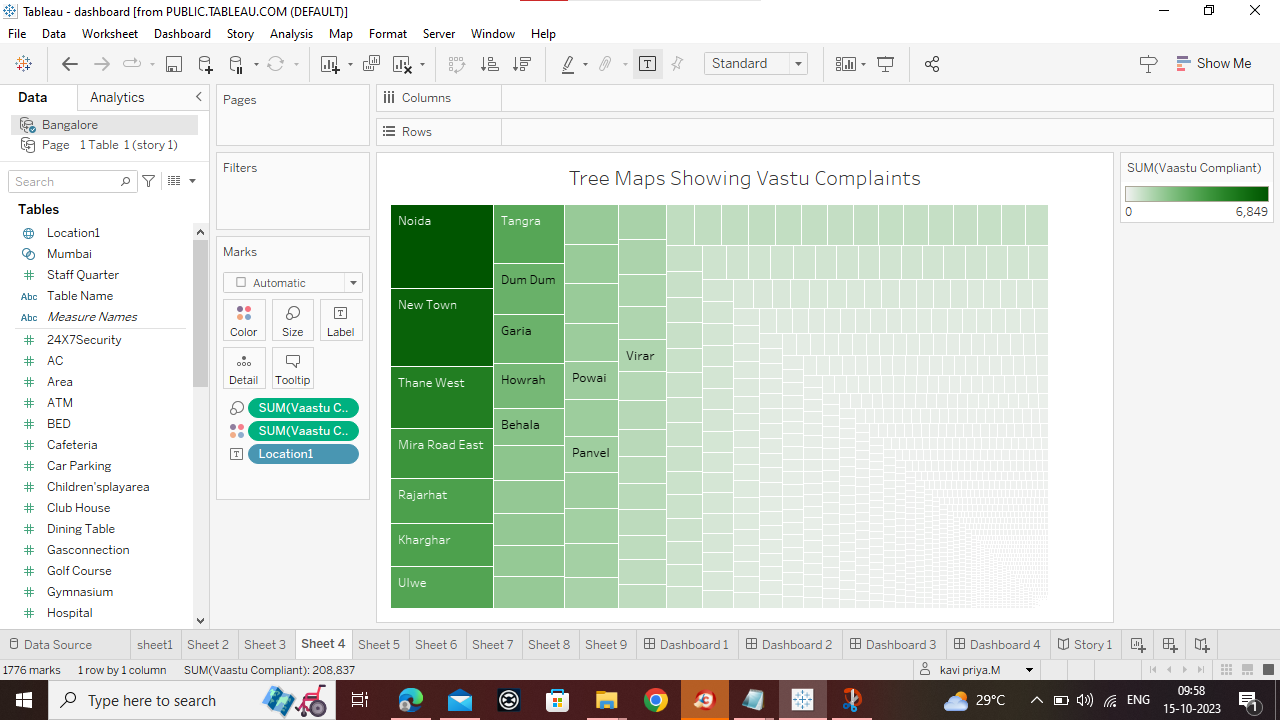 Tableau - dashboard [from PUBLIC.TABLEAU.COM (DEFAULT)]
File Data Worksheet Dashboard Story Analysis Map Format Server Window Help
Standard
Show Me
Data Analytics
Bangalore
Page 1 Table 1 (story 1)
Search
Tables
Location1
Mumbai
Staff Quarter
Abc Table Name
Abc Measure Names
24X7Security
AC
Area
ATM
BED
Cafeteria
Car Parking
Children'splayarea
Club House
Dining Table
Gasconnection
Golf Course
Gymnasium
Hospital
Pages
Filters
Marks
Automatic
Color Size Label
Detail Tooltip
SUM(Vaastu C..
SUM(Vaastu C..
Location1
Columns
Rows
Tree Maps Showing Vastu Complaints
Noida
New Town
Thane West
Mira Road East
Rajarhat
Kharghar
Ulwe
Tangra
Dum Dum
Garia
Howrah
Behala
Powai
Panvel
Virar
SUM(Vaastu Compliant)
0 6,849
Data Source sheet1 Sheet 2 Sheet 3 Sheet 4 Sheet 5 Sheet 6 Sheet 7 Sheet 8 Sheet 9 Dashboard 1 Dashboard 2 Dashboard 3 Dashboard 4 Story 1
1776 marks 1 row by 1 column SUM(Vaastu Compliant): 208,837 kavi priya.M
Type here to search
29°C
ENG
09:58
15-10-2023
1